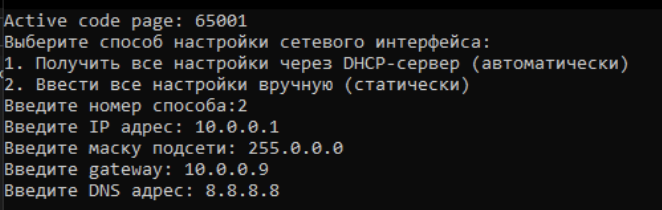 Active code page: 65001
Выберите способ настройки сетевого интерфейса:
1. Получить все настройки через DHCP-сервер (автоматически)
2. Ввести все настройки вручную (статически)
Введите номер способа:2
Введите IP адрес: 10.0.0.1
Введите маску подсети: 255.0.0.0
Введите gateway: 10.0.0.9
Введите DNS адрес: 8.8.8.8